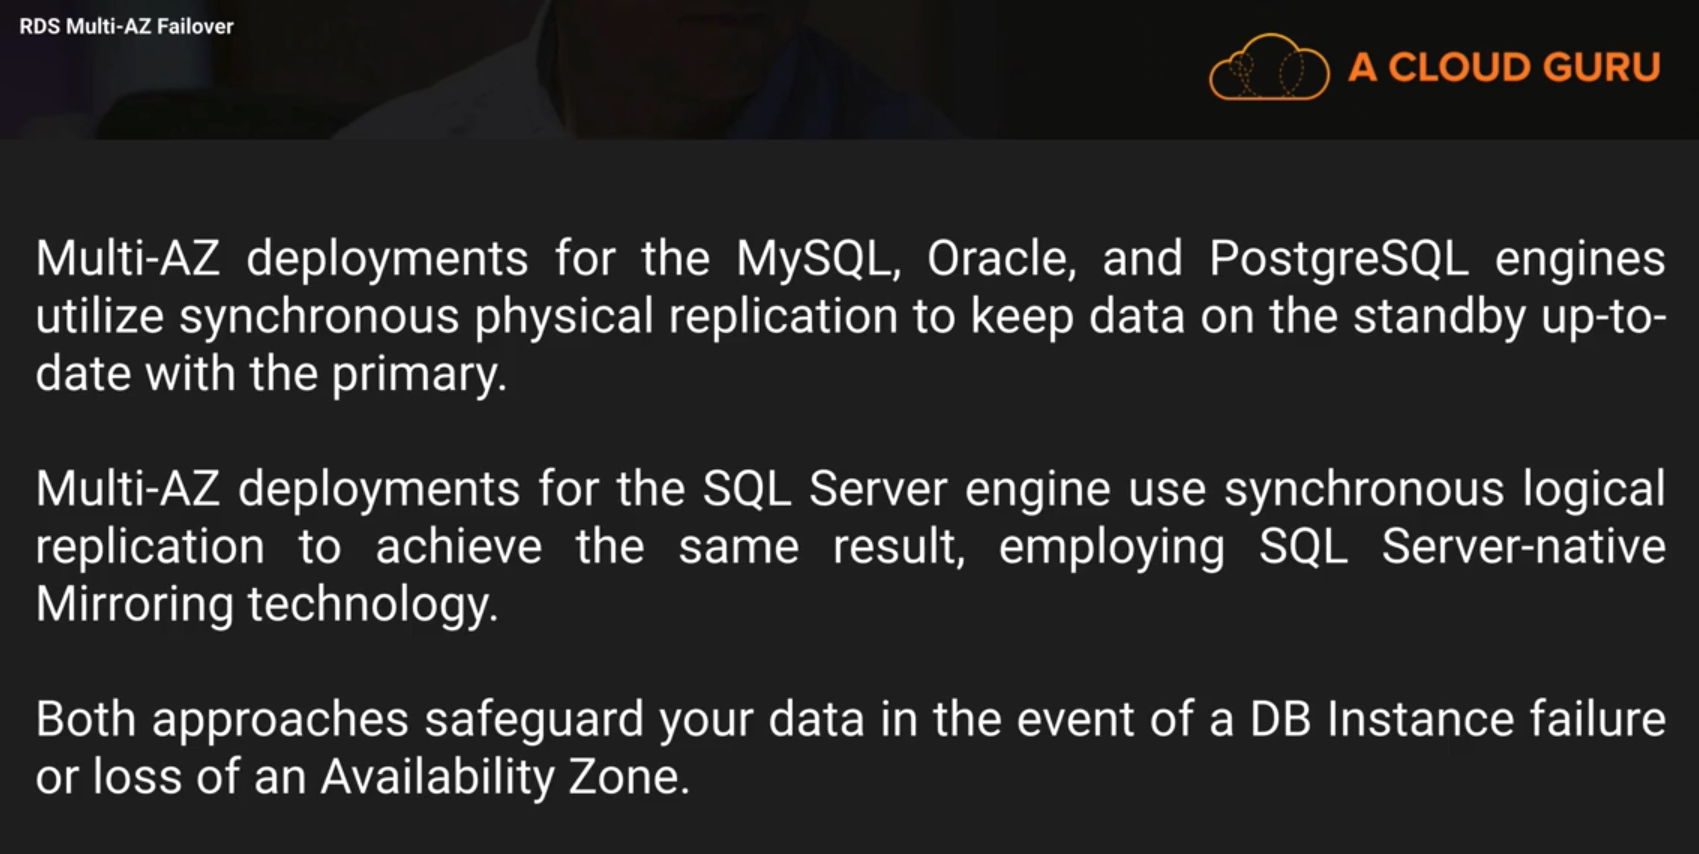 RDS Multi-AZ Failover
A CLOUD GURU
Multi-AZ deployments for the MySQL, Oracle, and PostgreSQL engines
utilize synchronous physical replication to keep data on the standby up-to-
date with the primary.
Multi-AZ deployments for the SQL Server engine use synchronous logical
replication to achieve the same result, employing SQL Server-native
Mirroring technology.
Both approaches safeguard your data in the event of a DB Instance failure
or loss of an Availability Zone.